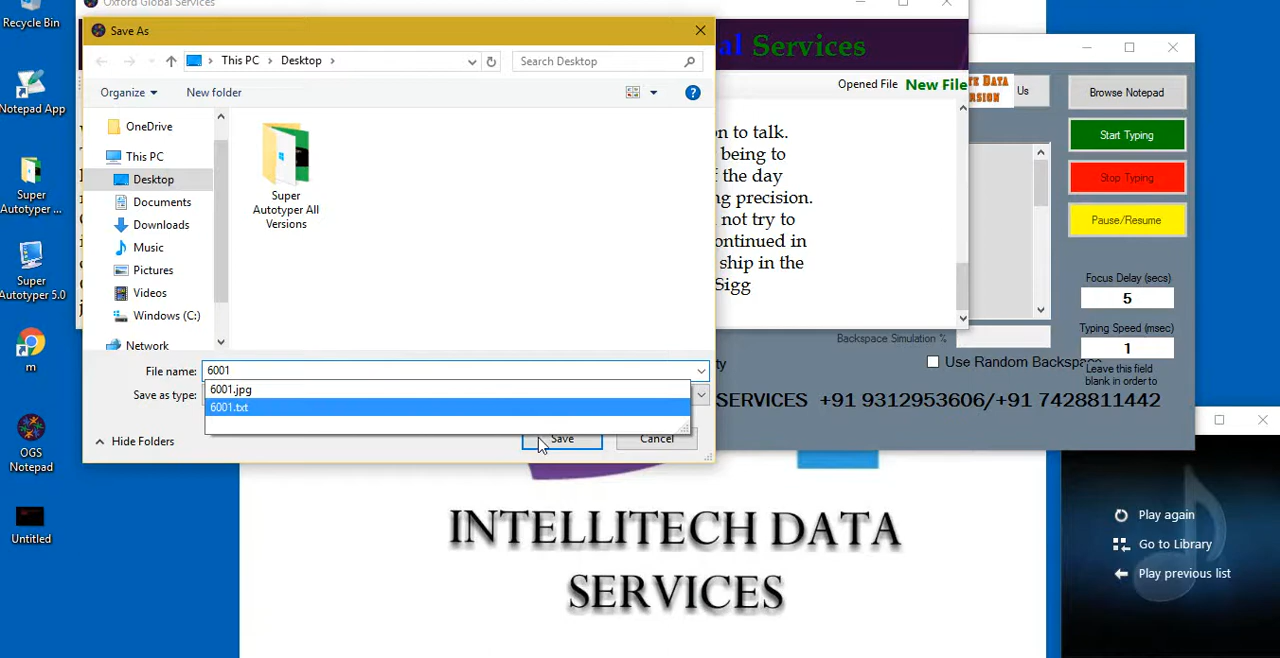 Recycle Bin
Notepad App
Super
Autotyper ...
Super
Autotyper 5.0
m
OGS
Notepad
Untitled
Oxford Global Services
Save As
This PC
Desktop
Search Desktop
Organize
New folder
OneDrive
This PC
Desktop
Documents
Downloads
Music
Pictures
Videos
Windows (C:)
Network
Super
Autotyper All
Versions
File name:
6001
Save as type:
6001.jpg
6001.txt
Hide Folders
Save
Cancel
al Services
Opened File New File
on to talk.
being to
f the day
ng precision.
not try to
ontinued in
ship in the
Sigg
Us
Browse Notepad
Start Typing
Stop Typing
Pause/Resume
Focus Delay (secs)
5
Typing Speed (msec)
1
Leave this field
blank in order to
Backspace Simulation %
Use Random Backspac
SERVICES +91 9312953606/+91 7428811442
INTELLITECH DATA
SERVICES
Play again
Go to Library
Play previous list